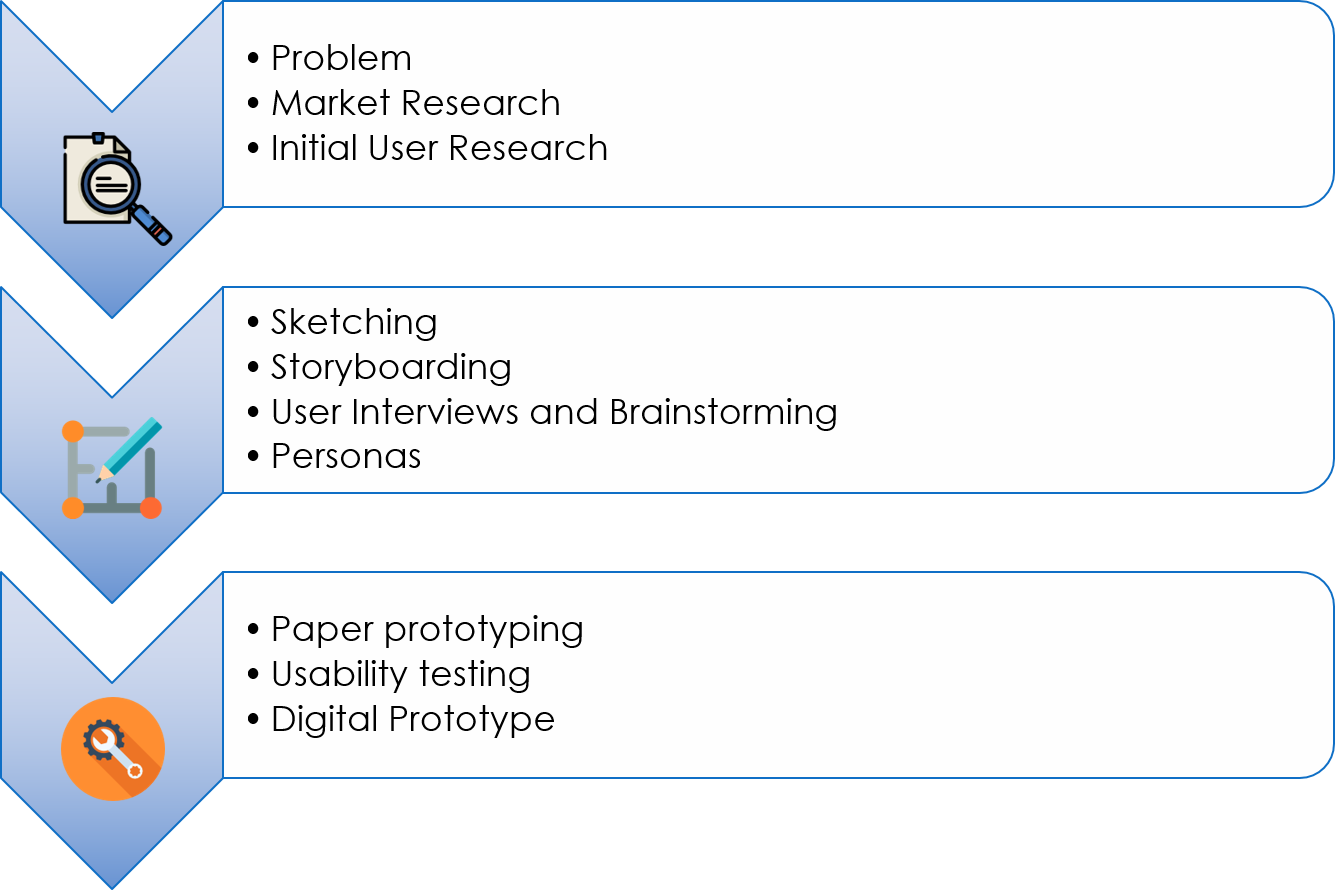 • Problem
• Market Research
• Initial User Research
• Sketching
• Storyboarding
• User Interviews and Brainstorming
• Personas
• Paper prototyping
• Usability testing
• Digital Prototype